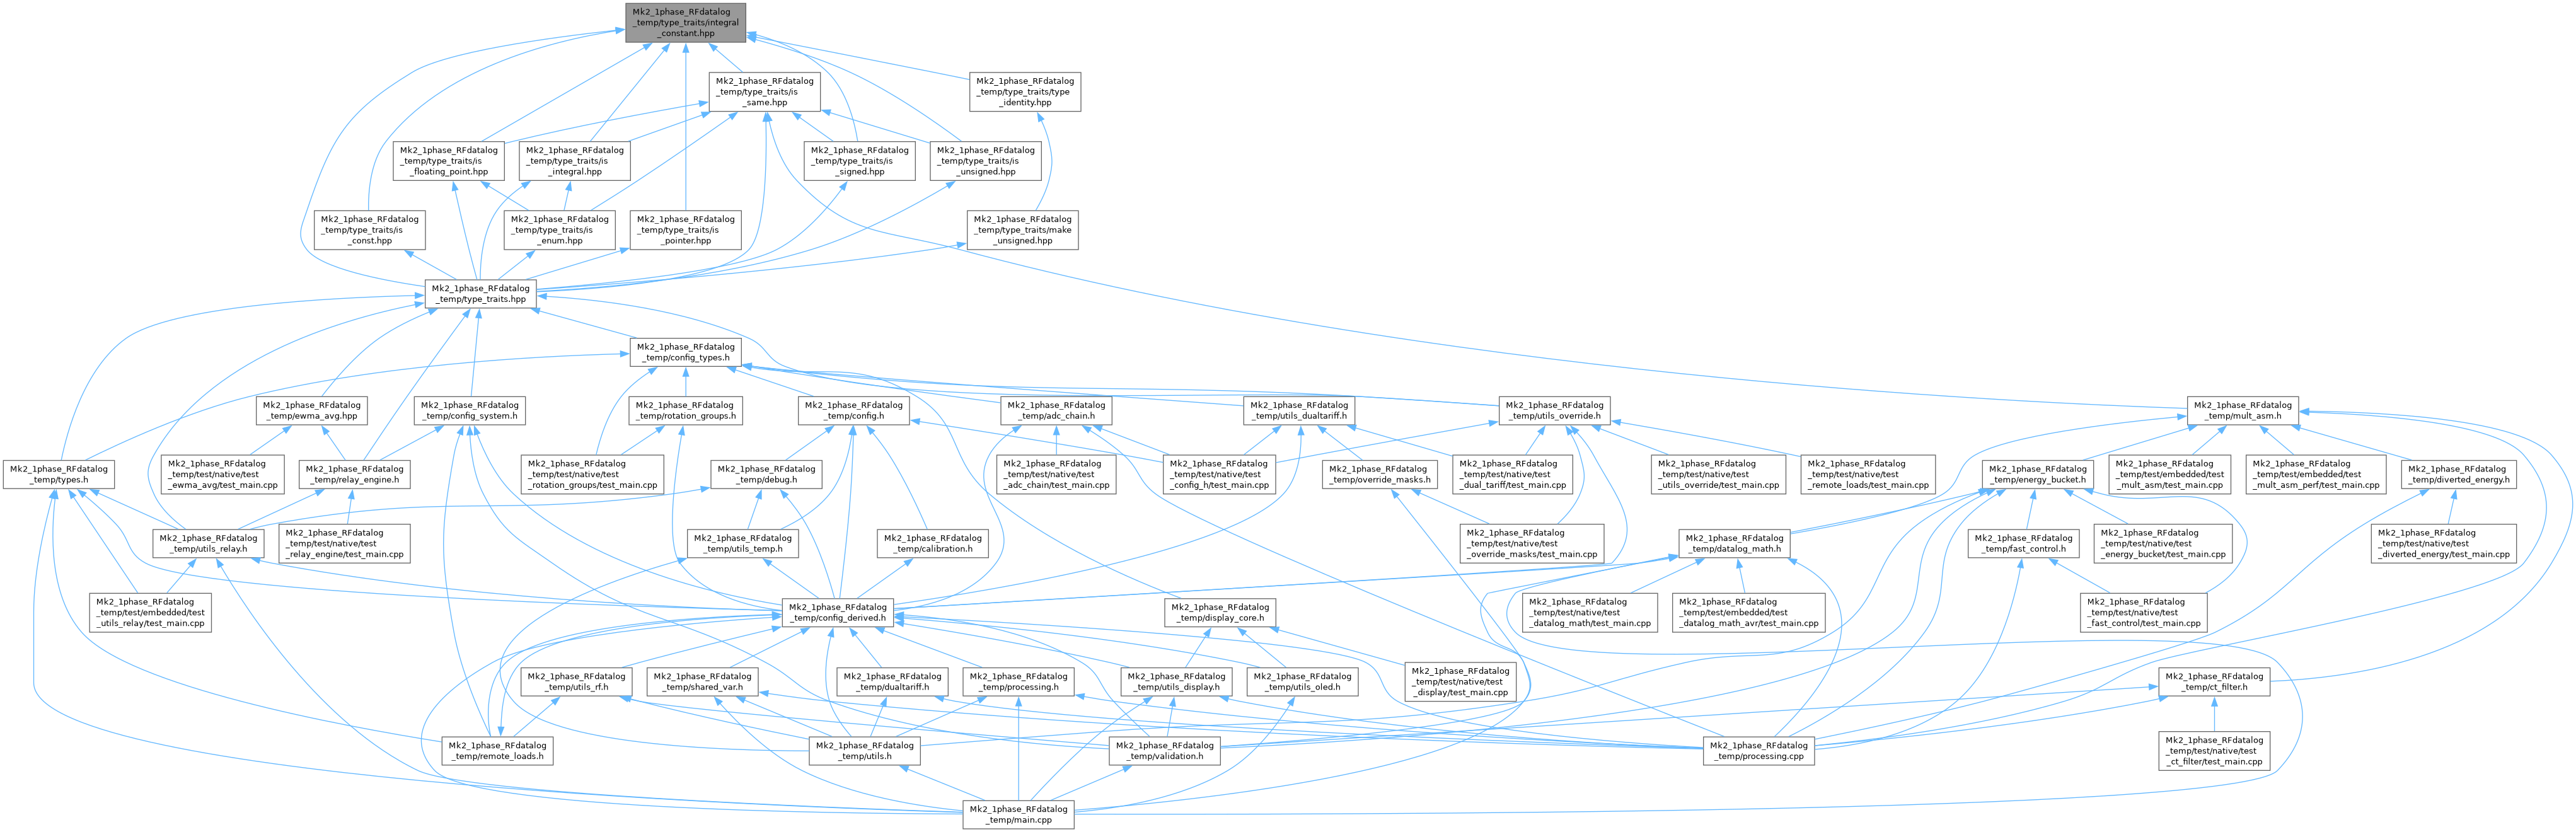 Mk2_1phase_RFdatalog
_temp/type_traits/integral
_constant.hpp
Mk2_1phase_RFdatalog
_temp/type_traits/is
_same.hpp
Mk2_1phase_RFdatalog
_temp/type_traits/type
_identity.hpp
Mk2_1phase_RFdatalog
_temp/type_traits/is
_floating_point.hpp
Mk2_1phase_RFdatalog
_temp/type_traits/is
_integral.hpp
Mk2_1phase_RFdatalog
_temp/type_traits/is
_signed.hpp
Mk2_1phase_RFdatalog
_temp/type_traits/is
_unsigned.hpp
Mk2_1phase_RFdatalog
_temp/type_traits/is
_const.hpp
Mk2_1phase_RFdatalog
_temp/type_traits/is
_enum.hpp
Mk2_1phase_RFdatalog
_temp/type_traits/is
_pointer.hpp
Mk2_1phase_RFdatalog
_temp/type_traits/make
_unsigned.hpp
Mk2_1phase_RFdatalog
_temp/type_traits.hpp
Mk2_1phase_RFdatalog
_temp/config_types.h
Mk2_1phase_RFdatalog
_temp/ewma_avg.hpp
Mk2_1phase_RFdatalog
_temp/config_system.h
Mk2_1phase_RFdatalog
_temp/rotation_groups.h
Mk2_1phase_RFdatalog
_temp/config.h
Mk2_1phase_RFdatalog
_temp/adc_chain.h
Mk2_1phase_RFdatalog
_temp/utils_dualtariff.h
Mk2_1phase_RFdatalog
_temp/utils_override.h
Mk2_1phase_RFdatalog
_temp/mult_asm.h
Mk2_1phase_RFdatalog
_temp/types.h
Mk2_1phase_RFdatalog
_temp/test/native/test
_ewma_avg/test_main.cpp
Mk2_1phase_RFdatalog
_temp/relay_engine.h
Mk2_1phase_RFdatalog
_temp/test/native/test
_rotation_groups/test_main.cpp
Mk2_1phase_RFdatalog
_temp/debug.h
Mk2_1phase_RFdatalog
_temp/test/native/test
_adc_chain/test_main.cpp
Mk2_1phase_RFdatalog
_temp/test/native/test
_config_h/test_main.cpp
Mk2_1phase_RFdatalog
_temp/override_masks.h
Mk2_1phase_RFdatalog
_temp/test/native/test
_dual_tariff/test_main.cpp
Mk2_1phase_RFdatalog
_temp/test/native/test
_utils_override/test_main.cpp
Mk2_1phase_RFdatalog
_temp/test/native/test
_remote_loads/test_main.cpp
Mk2_1phase_RFdatalog
_temp/energy_bucket.h
Mk2_1phase_RFdatalog
_temp/test/embedded/test
_mult_asm/test_main.cpp
Mk2_1phase_RFdatalog
_temp/test/embedded/test
_mult_asm_perf/test_main.cpp
Mk2_1phase_RFdatalog
_temp/diverted_energy.h
Mk2_1phase_RFdatalog
_temp/utils_relay.h
Mk2_1phase_RFdatalog
_temp/test/native/test
_relay_engine/test_main.cpp
Mk2_1phase_RFdatalog
_temp/utils_temp.h
Mk2_1phase_RFdatalog
_temp/calibration.h
Mk2_1phase_RFdatalog
_temp/test/native/test
_override_masks/test_main.cpp
Mk2_1phase_RFdatalog
_temp/datalog_math.h
Mk2_1phase_RFdatalog
_temp/fast_control.h
Mk2_1phase_RFdatalog
_temp/test/native/test
_energy_bucket/test_main.cpp
Mk2_1phase_RFdatalog
_temp/test/native/test
_diverted_energy/test_main.cpp
Mk2_1phase_RFdatalog
_temp/test/embedded/test
_utils_relay/test_main.cpp
Mk2_1phase_RFdatalog
_temp/config_derived.h
Mk2_1phase_RFdatalog
_temp/display_core.h
Mk2_1phase_RFdatalog
_temp/test/native/test
_datalog_math/test_main.cpp
Mk2_1phase_RFdatalog
_temp/test/embedded/test
_datalog_math_avr/test_main.cpp
Mk2_1phase_RFdatalog
_temp/test/native/test
_fast_control/test_main.cpp
Mk2_1phase_RFdatalog
_temp/utils_rf.h
Mk2_1phase_RFdatalog
_temp/shared_var.h
Mk2_1phase_RFdatalog
_temp/dualtariff.h
Mk2_1phase_RFdatalog
_temp/processing.h
Mk2_1phase_RFdatalog
_temp/utils_display.h
Mk2_1phase_RFdatalog
_temp/utils_oled.h
Mk2_1phase_RFdatalog
_temp/test/native/test
_display/test_main.cpp
Mk2_1phase_RFdatalog
_temp/ct_filter.h
Mk2_1phase_RFdatalog
_temp/remote_loads.h
Mk2_1phase_RFdatalog
_temp/utils.h
Mk2_1phase_RFdatalog
_temp/validation.h
Mk2_1phase_RFdatalog
_temp/processing.cpp
Mk2_1phase_RFdatalog
_temp/test/native/test
_ct_filter/test_main.cpp
Mk2_1phase_RFdatalog
_temp/main.cpp